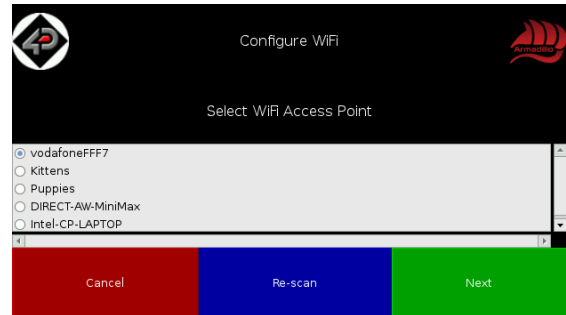 4D
Configure WiFi
Armadillo
Select WiFi Access Point
vodafoneFFF7
Kittens
Puppies
DIRECT-AW-MiniMax
Intel-CP-LAPTOP
Cancel
Re-scan
Next